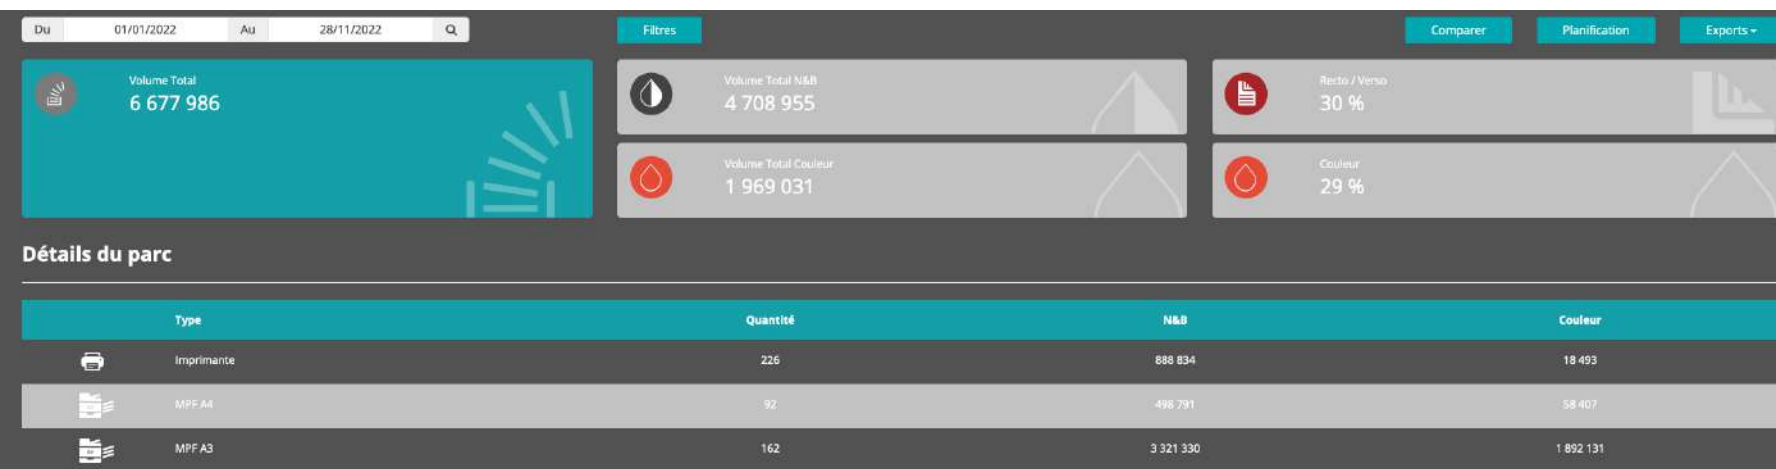 Du 01/01/2022 Au 28/11/2022
Filtres
Comparer
Planification
Exports
Volume Total
6 677 986
Volume Total N&B
4 708 955
Recto / Verso
30 %
Volume Total Couleur
1 969 031
Couleur
29 %
Détails du parc
Type Quantité N&B Couleur
Imprimante 226 888 834 18 493
MPF A4 92 498 791 58 407
MPF A3 162 3 321 330 1 892 131